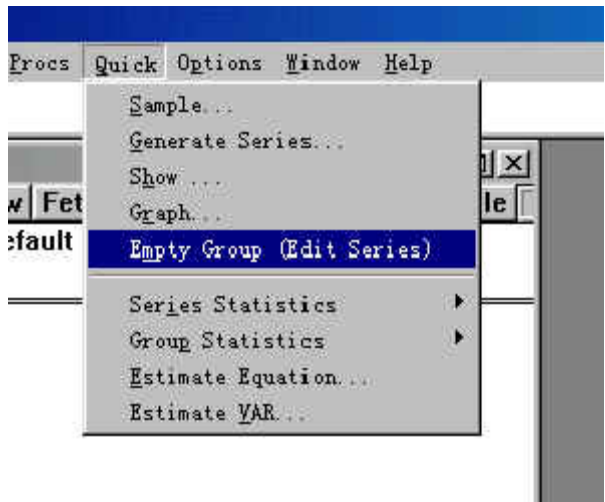 Procs Quick Options Window Help
Sample...
Generate Series...
Show ...
Graph...
Empty Group (Edit Series)
Series Statistics
Group Statistics
Estimate Equation...
Estimate VAR...
w Fet le
efault